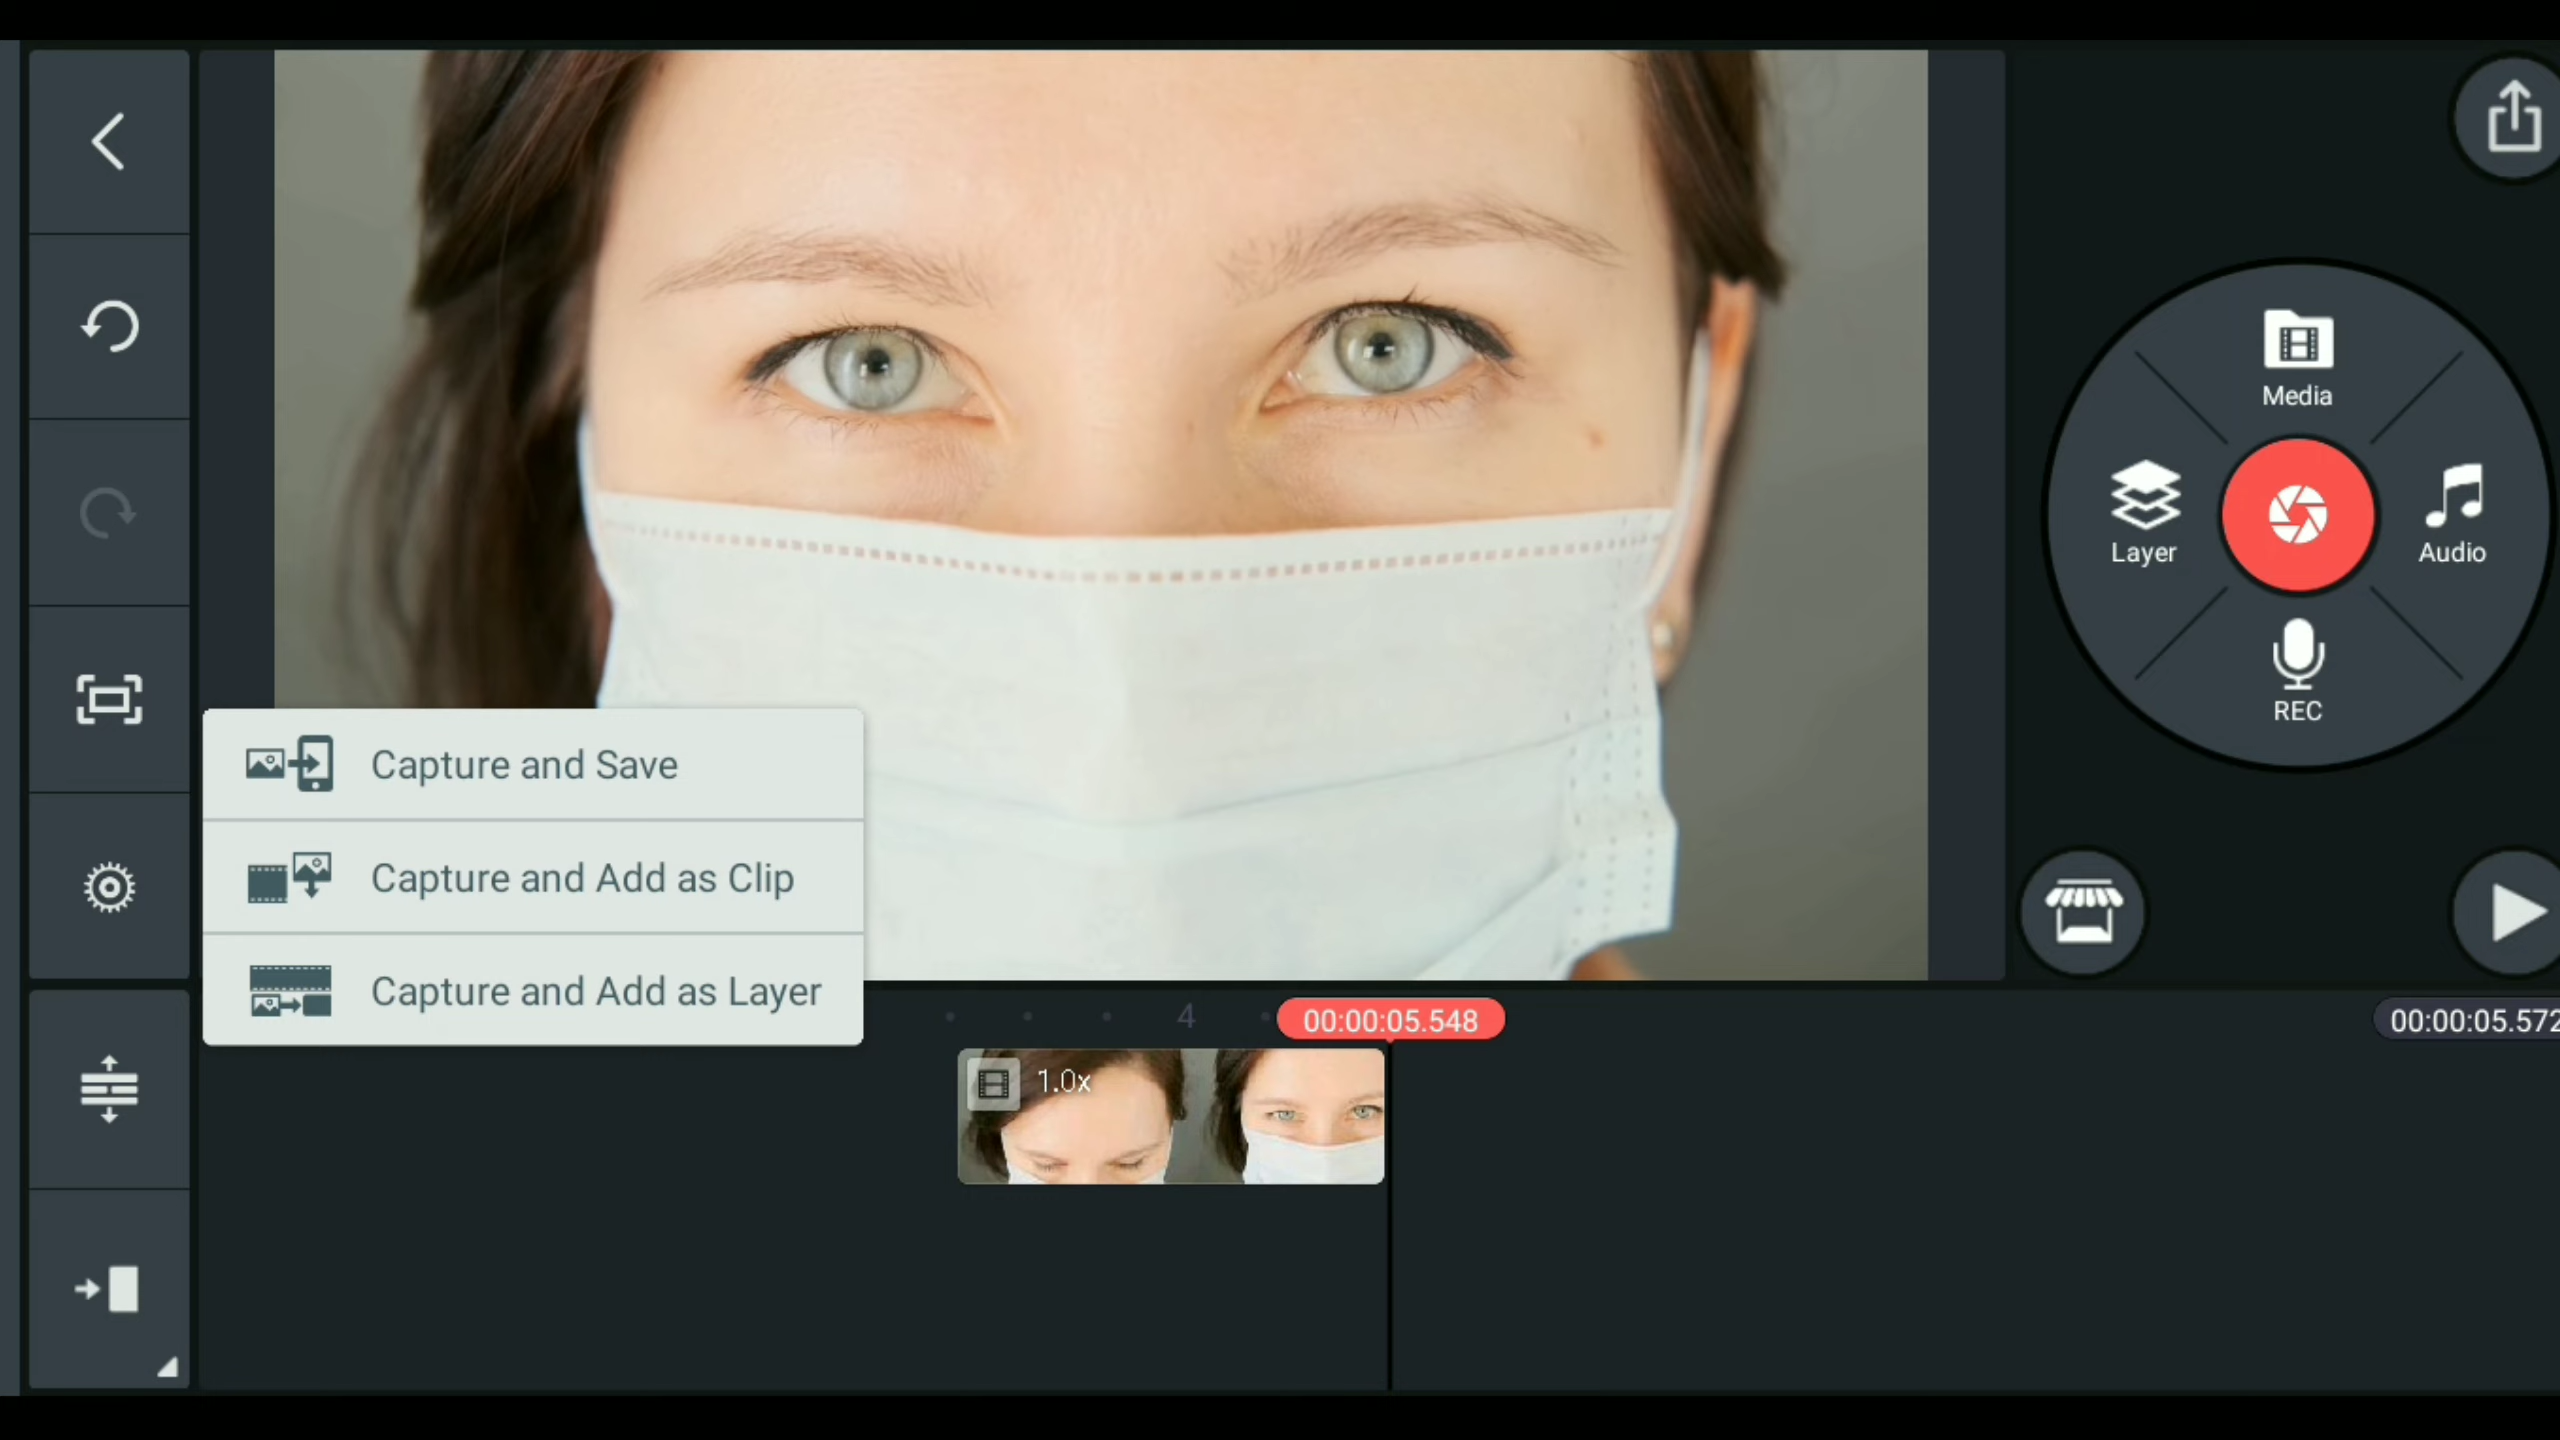 Media
Layer
Audio
REC
Capture and Save
Capture and Add as Clip
Capture and Add as Layer
4
00:00:05.548
00:00:05.572
1.0x